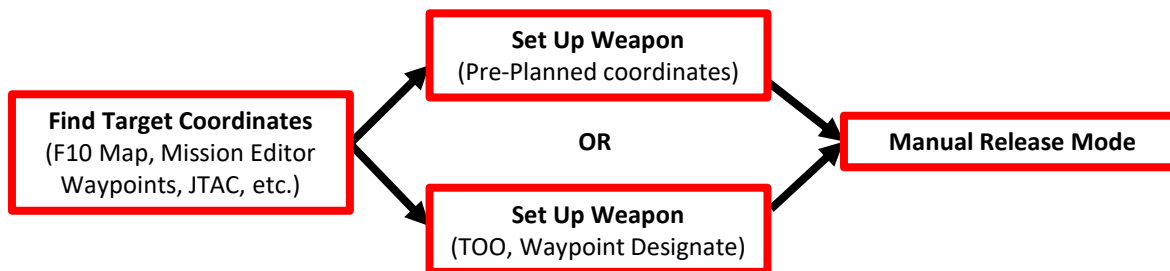 Find Target Coordinates
(F10 Map, Mission Editor
Waypoints, JTAC, etc.)
Set Up Weapon
(Pre-Planned coordinates)
OR
Set Up Weapon
(TOO, Waypoint Designate)
Manual Release Mode